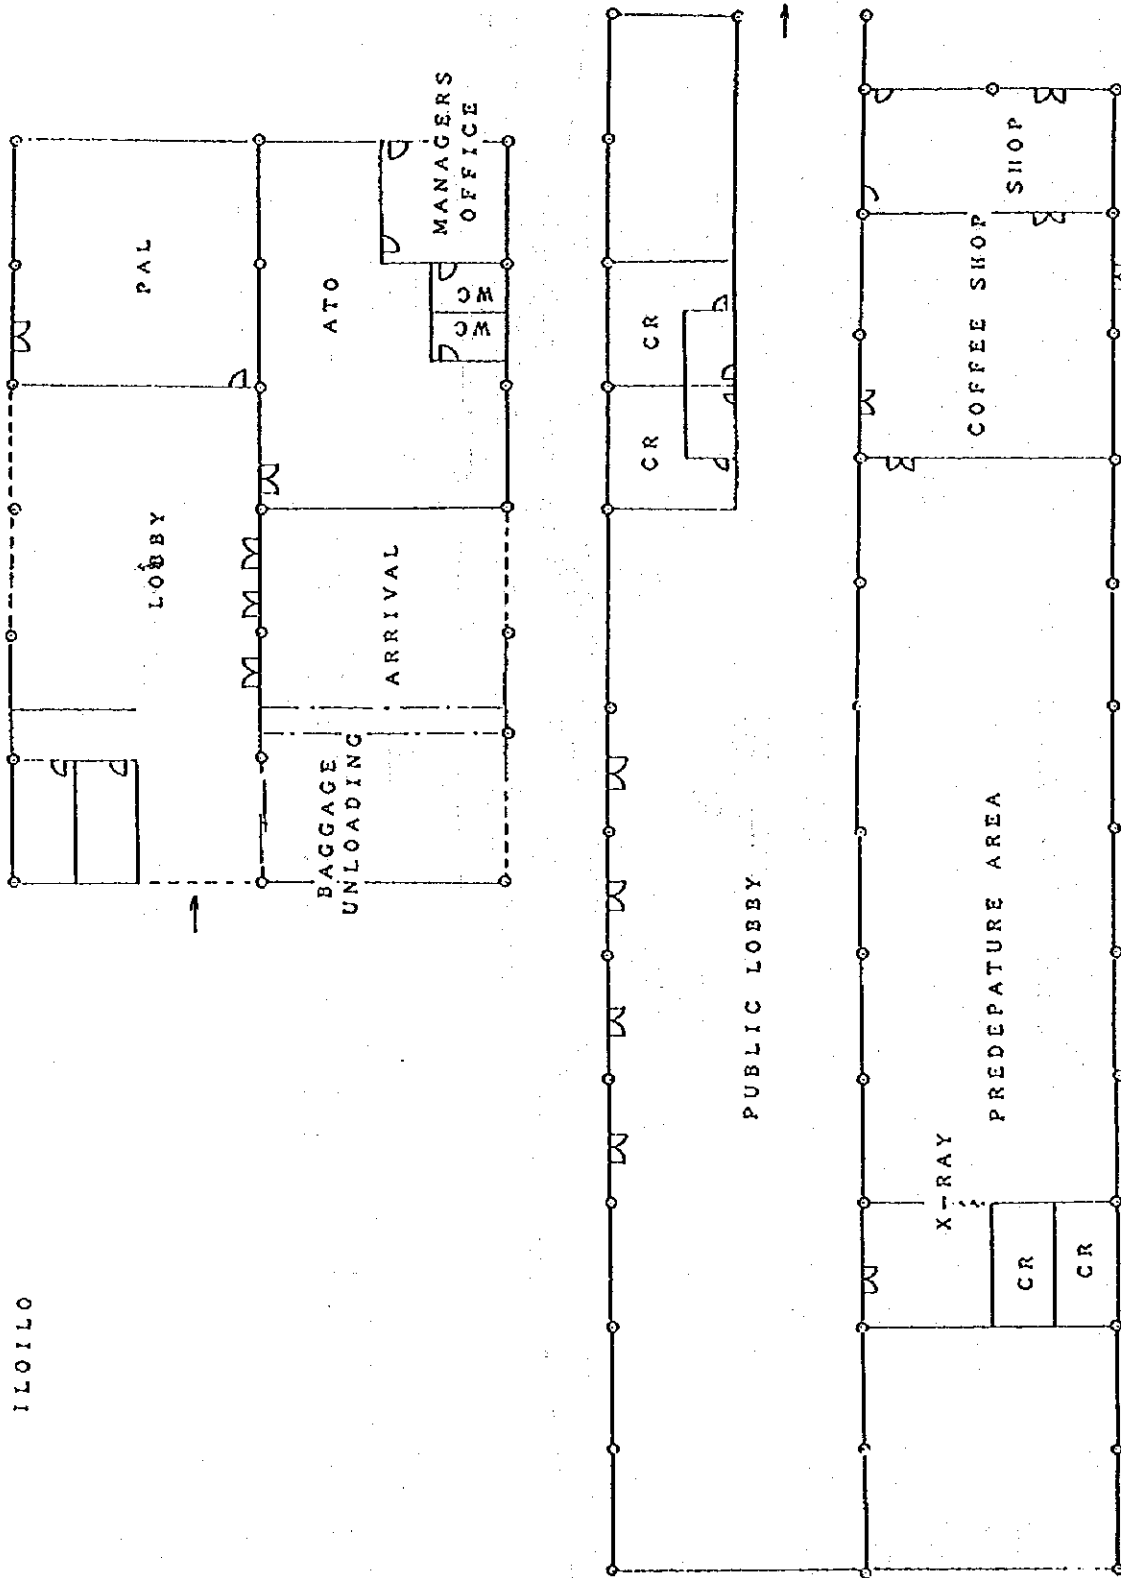 ILOILO
PAL
LOBBY
ATO
MANAGERS
OFFICE
WC
WC
ARRIVAL
BAGGAGE
UNLOADING
CR
CR
PUBLIC LOBBY
SHOP
COFFEE SHOP
PREDEPATURE AREA
X-RAY
CR
CR